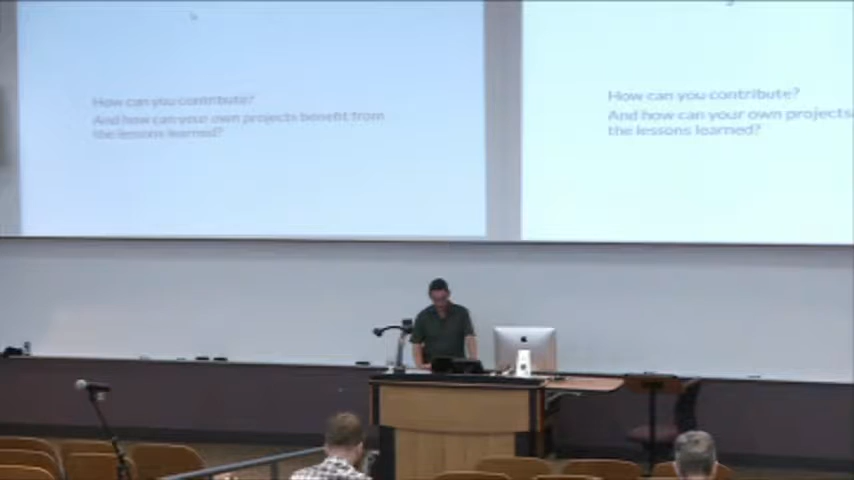 How can you contribute?
And how can your own projects benefit from
the lessons learned?
How can you contribute?
And how can your own projects
the lessons learned?